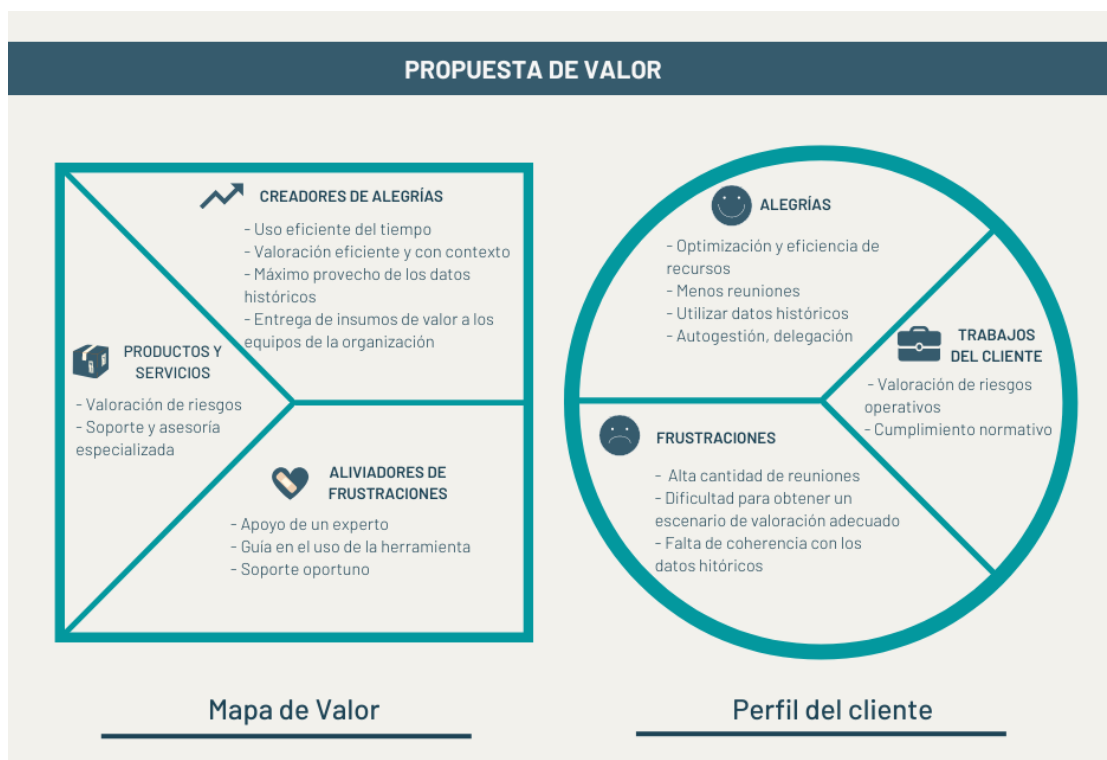 PROPUESTA DE VALOR
CREADORES DE ALEGRÍAS
- Uso eficiente del tiempo
- Valoración eficiente y con contexto
- Máximo provecho de los datos
históricos
- Entrega de insumos de valor a los
equipos de la organización
PRODUCTOS Y
SERVICIOS
- Valoración de riesgos
- Soporte y asesoría
especializada
ALIVIADORES DE
FRUSTRACIONES
- Apoyo de un experto
- Guía en el uso de la herramienta
- Soporte oportuno
Mapa de Valor
ALEGRÍAS
- Optimización y eficiencia de
recursos
- Menos reuniones
- Utilizar datos históricos
- Autogestión, delegación
TRABAJOS
DEL CLIENTE
- Valoración de riesgos
operativos
- Cumplimiento normativo
FRUSTRACIONES
- Alta cantidad de reuniones
- Dificultad para obtener un
escenario de valoración adecuado
- Falta de coherencia con los
datos hitóricos
Perfil del cliente